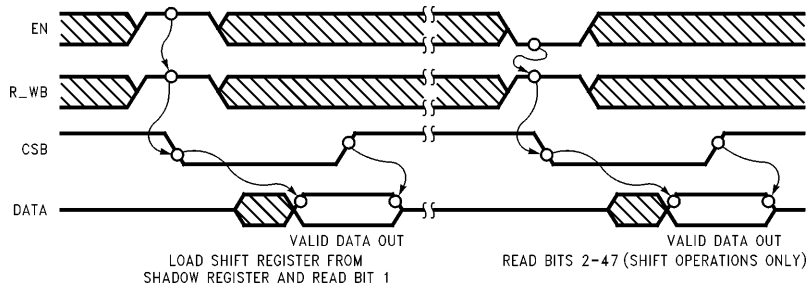 EN
R_WB
CSB
DATA
VALID DATA OUT VALID DATA OUT
LOAD SHIFT REGISTER FROM READ BITS 2-47 (SHIFT OPERATIONS ONLY)
SHADOW REGISTER AND READ BIT 1